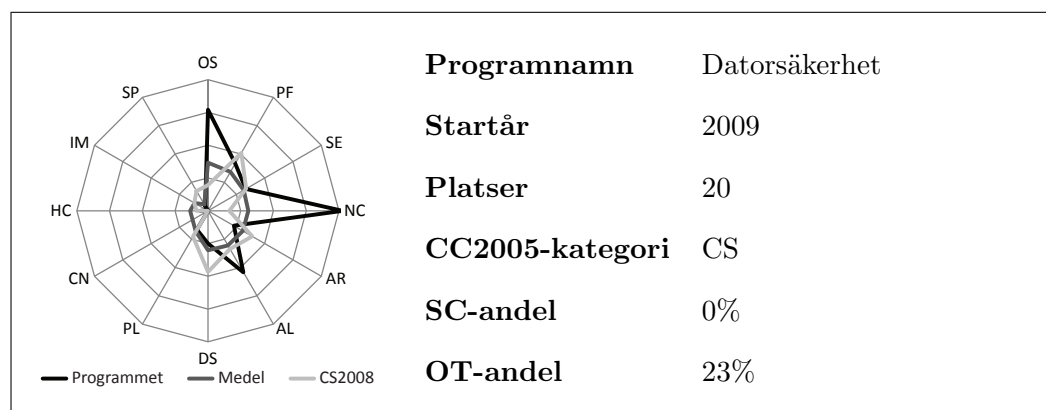 OS
PF
SE
NC
AR
AL
DS
PL
CN
HC
IM
SP
Programmet Medel CS2008
Programnamn Datorsäkerhet
Startår 2009
Platser 20
CC2005-kategori CS
SC-andel 0%
OT-andel 23%